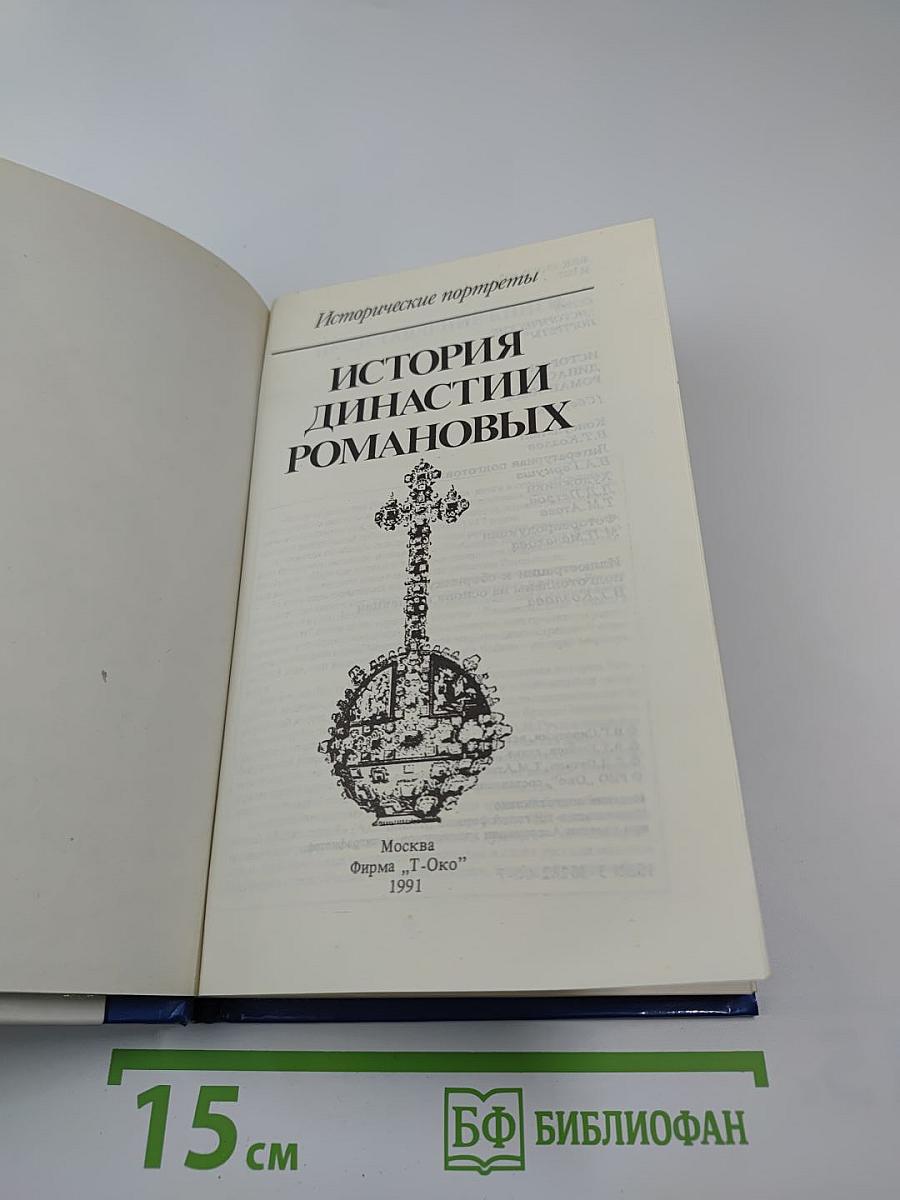 Исторические портреты
ИСТОРИЯ
ДИНАСТИИ
РОМАНОВЫХ
Москва
Фирма „Т-Око”
1991
15 см
БФ БИБЛИОФАН